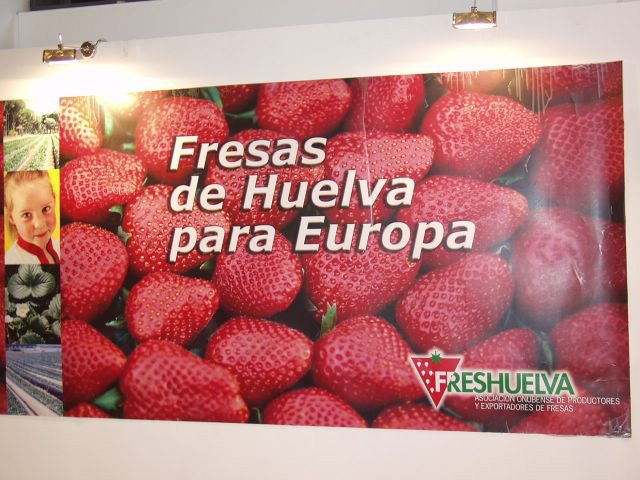 Fresas
de Huelva
para Europa
FRESHUELVA
ASOCIACIÓN ONUBENSE DE PRODUCTORES
Y EXPORTADORES DE FRESAS